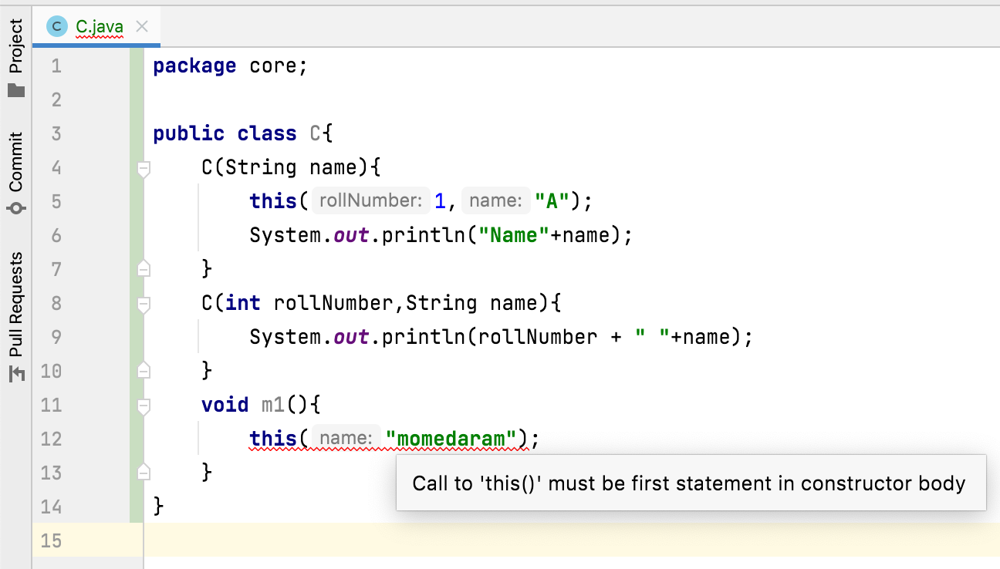 Project
Commit
Pull Requests
C C.java
1 package core;
2
3 public class C{
4 C(String name){
5 this( rollNumber: 1, name: "A");
6 System.out.println("Name"+name);
7 }
8 C(int rollNumber,String name){
9 System.out.println(rollNumber + " "+name);
10 }
11 void m1(){
12 this( name: "momedaram");
13 }
Call to 'this()' must be first statement in constructor body
14 }
15